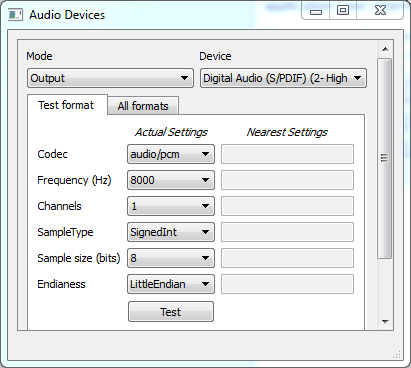 Audio Devices
Mode Device
Output Digital Audio (S/PDIF) (2- High
Test format All formats
Actual Settings Nearest Settings
Codec audio/pcm
Frequency (Hz) 8000
Channels 1
SampleType SignedInt
Sample size (bits) 8
Endianess LittleEndian
Test